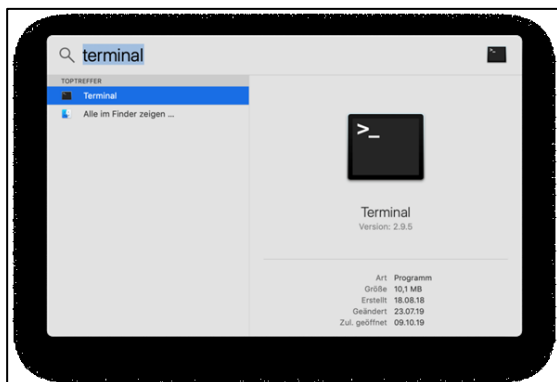 terminal
TOPTREFFER
Terminal
Alle im Finder zeigen ...
>_
Terminal
Version: 2.9.5
Art Programm
Größe 10,1 MB
Erstellt 18.08.18
Geändert 23.07.19
Zul. geöffnet 09.10.19